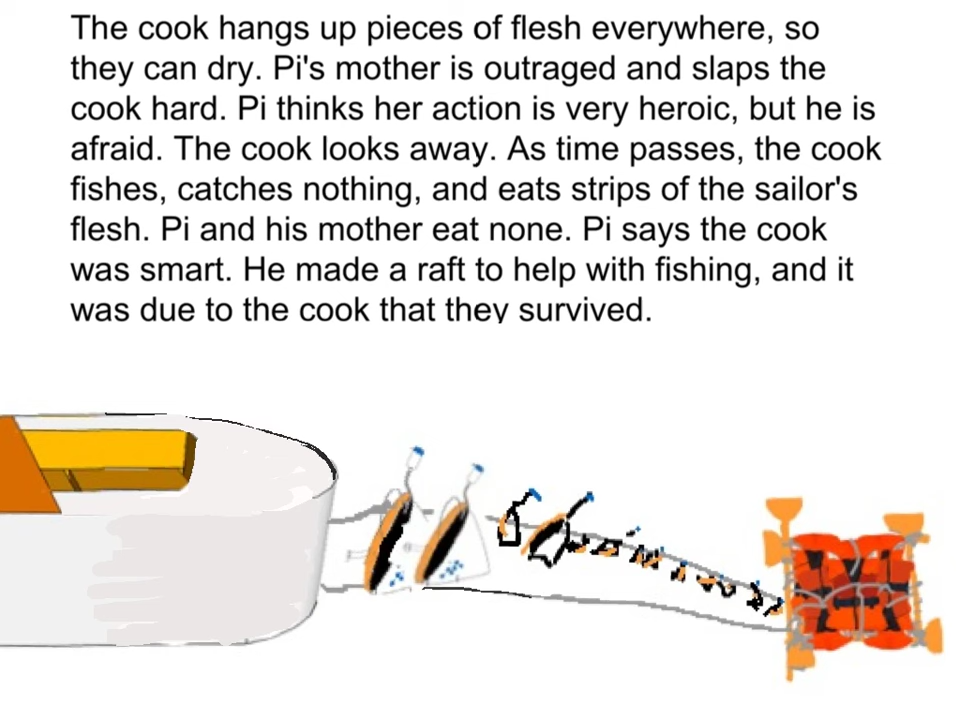 The cook hangs up pieces of flesh everywhere, so
they can dry. Pi's mother is outraged and slaps the
cook hard. Pi thinks her action is very heroic, but he is
afraid. The cook looks away. As time passes, the cook
fishes, catches nothing, and eats strips of the sailor's
flesh. Pi and his mother eat none. Pi says the cook
was smart. He made a raft to help with fishing, and it
was due to the cook that they survived.